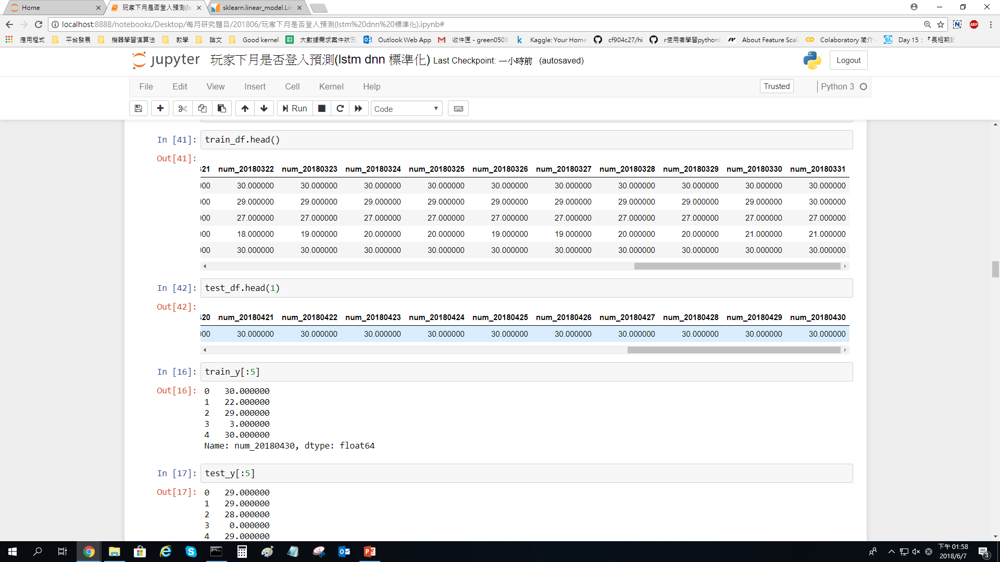 Home
玩家下月是否登入預測(ls
sklearn.linear_model.Lin
localhost:8888/notebooks/Desktop/每月研究題目/201806/玩家下月是否登入預測(lstm%20dnn%20標準化).ipynb#
應用程式 平台發展 機器學習演算法 教學 論文 Good kernel 大數據需求案件狀況 Outlook Web App 收件匣 - green0503 Kaggle: Your Home cf904c27/hi r使用者學習python About Feature Scal Colaboratory 簡介 - Day 15：『長短期記
jupyter 玩家下月是否登入預測(lstm dnn 標準化) Last Checkpoint: 一小時前 (autosaved)
Logout
File Edit View Insert Cell Kernel Help
Trusted Python 3
Run Code
In [41]: train_df.head()
Out[41]:
321 num_20180322 num_20180323 num_20180324 num_20180325 num_20180326 num_20180327 num_20180328 num_20180329 num_20180330 num_20180331
000 30.000000 30.000000 30.000000 30.000000 30.000000 30.000000 30.000000 30.000000 30.000000 30.000000
000 29.000000 29.000000 29.000000 29.000000 29.000000 29.000000 29.000000 29.000000 29.000000 30.000000
000 27.000000 27.000000 27.000000 27.000000 27.000000 27.000000 27.000000 27.000000 27.000000 27.000000
000 18.000000 19.000000 20.000000 20.000000 19.000000 19.000000 20.000000 20.000000 21.000000 21.000000
000 30.000000 30.000000 30.000000 30.000000 30.000000 30.000000 30.000000 30.000000 30.000000 30.000000
In [42]: test_df.head(1)
Out[42]:
420 num_20180421 num_20180422 num_20180423 num_20180424 num_20180425 num_20180426 num_20180427 num_20180428 num_20180429 num_20180430
000 30.000000 30.000000 30.000000 30.000000 30.000000 30.000000 30.000000 30.000000 30.000000 30.000000
In [16]: train_y[:5]
Out[16]: 0 30.000000
1 22.000000
2 29.000000
3 3.000000
4 30.000000
Name: num_20180430, dtype: float64
In [17]: test_y[:5]
Out[17]: 0 29.000000
1 29.000000
2 28.000000
3 0.000000
4 29.000000
下午 01:58
2018/6/7
3